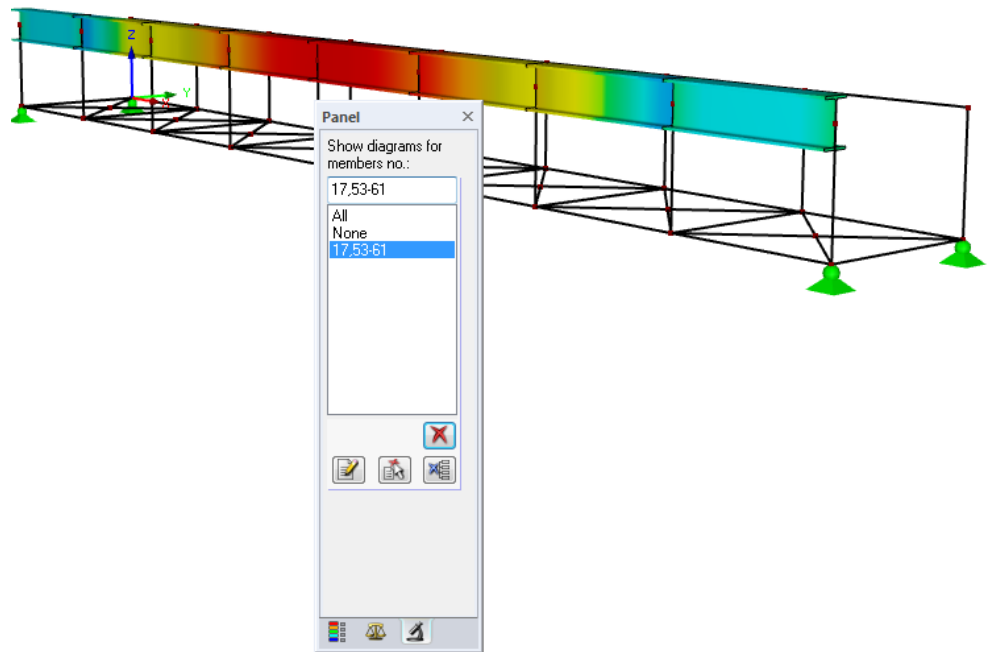 Z
Y
Panel
Show diagrams for
members no.:
17,53-61
All
None
17,53-61